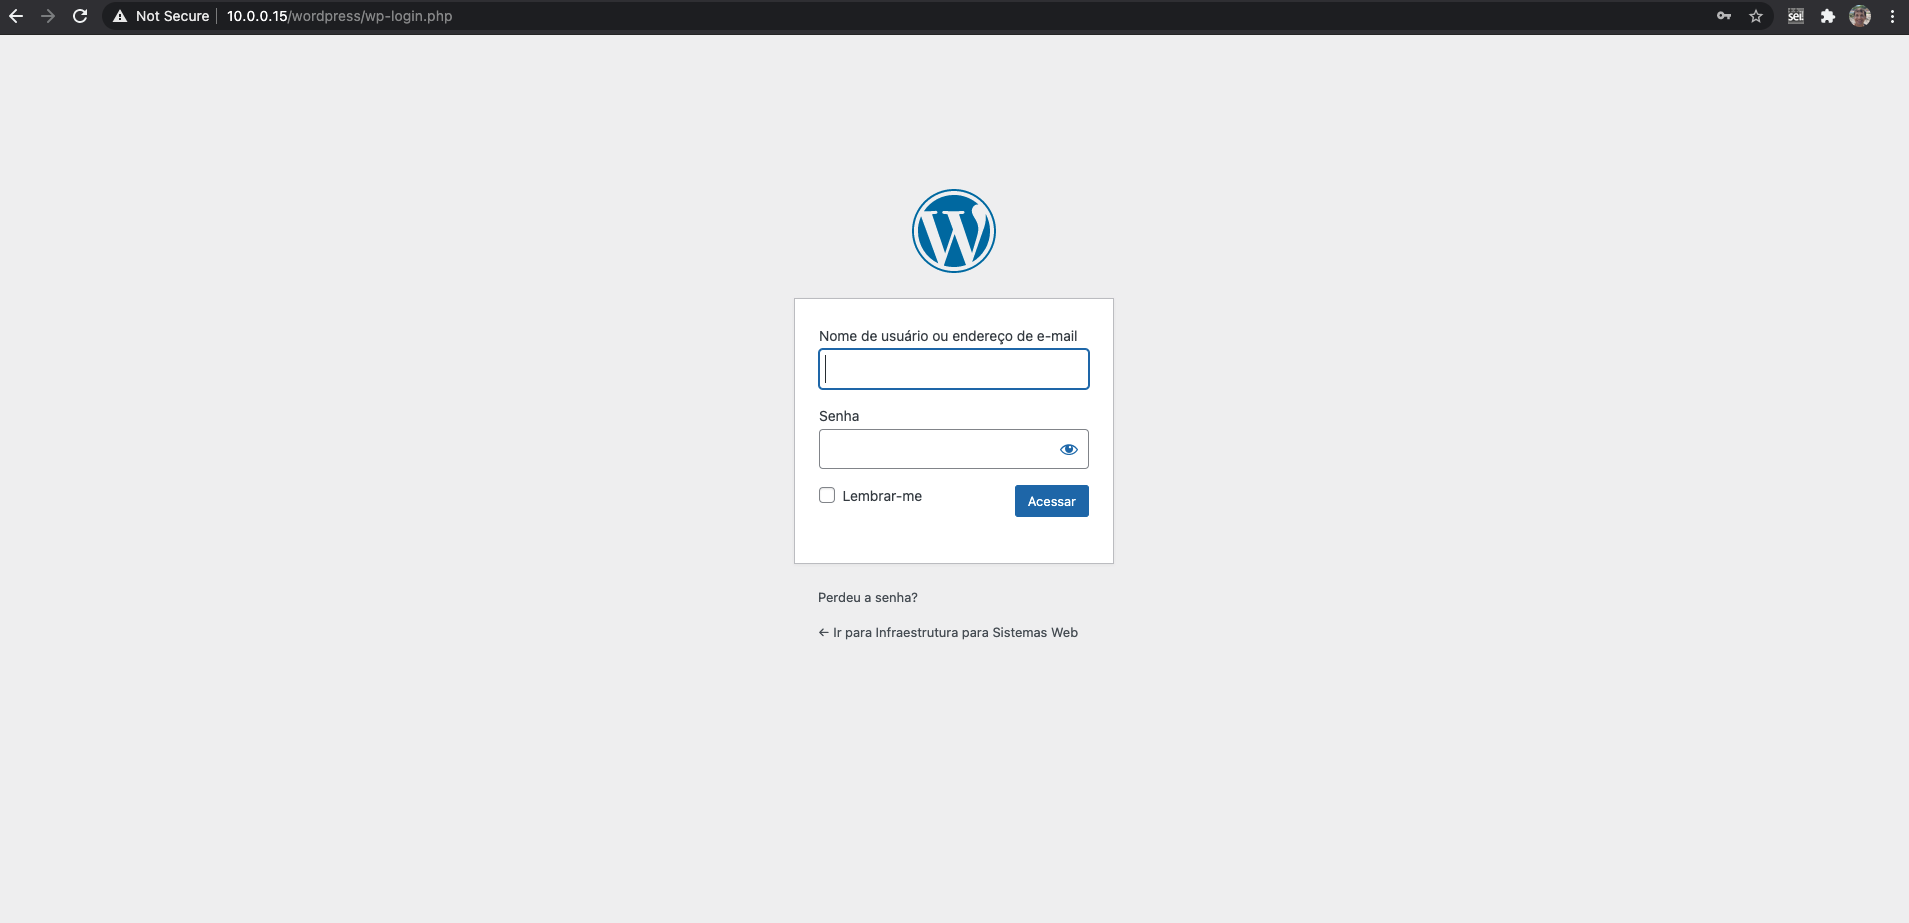 Not Secure 10.0.0.15/wordpress/wp-login.php sei!
Nome de usuário ou endereço de e-mail
Senha
Lembrar-me Acessar
Perdeu a senha?
← Ir para Infraestrutura para Sistemas Web